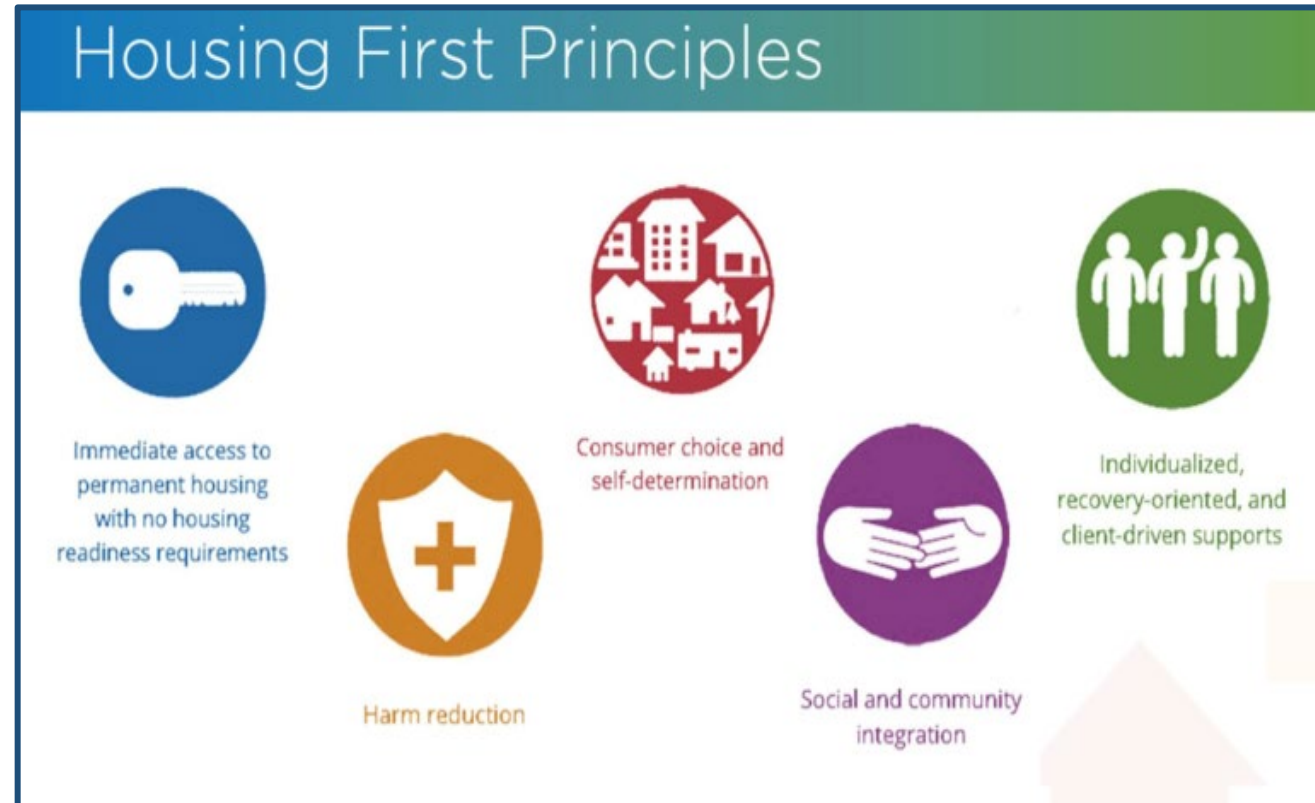 Housing First Principles
Immediate access to
permanent housing
with no housing
readiness requirements
Harm reduction
Consumer choice and
self-determination
Social and community
integration
Individualized,
recovery-oriented, and
client-driven supports